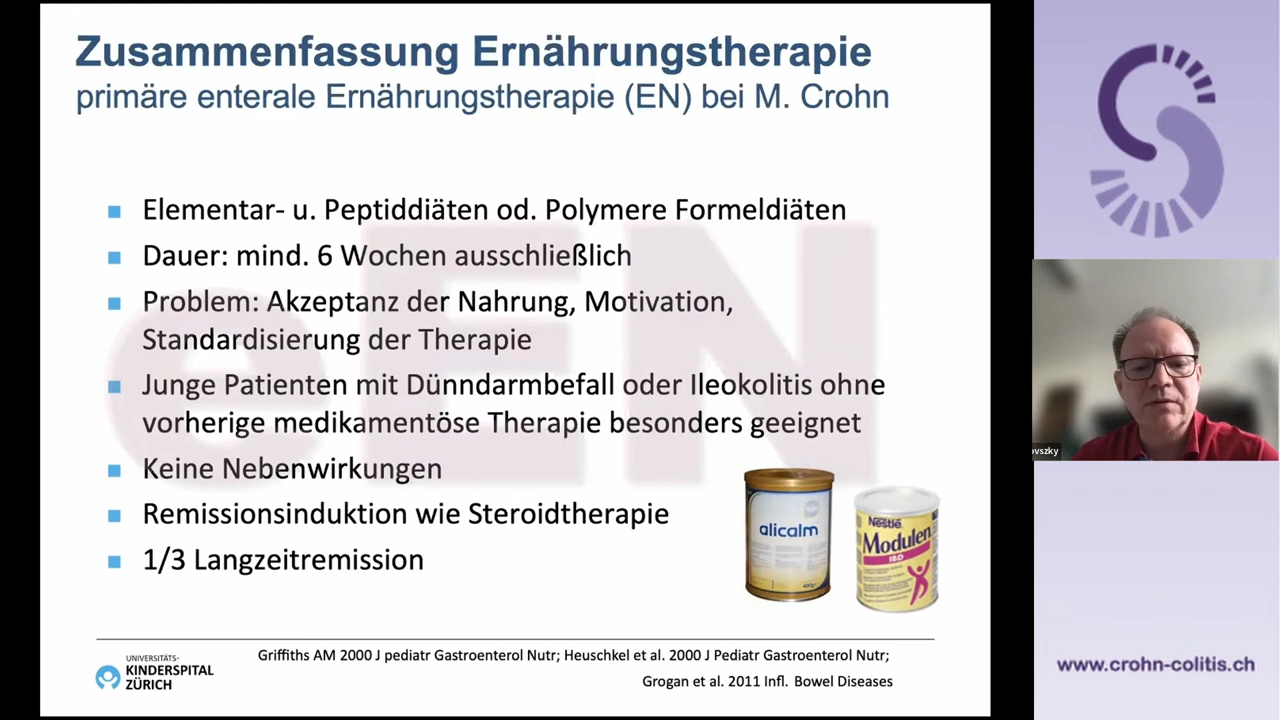 Zusammenfassung Ernährungstherapie
primäre enterale Ernährungstherapie (EN) bei M. Crohn
eEN
Elementar- u. Peptiddiäten od. Polymere Formeldiäten
Dauer: mind. 6 Wochen ausschließlich
Problem: Akzeptanz der Nahrung, Motivation,
Standardisierung der Therapie
Junge Patienten mit Dünndarmbefall oder Ileokolitis ohne
vorherige medikamentöse Therapie besonders geeignet
Keine Nebenwirkungen
Remissionsinduktion wie Steroidtherapie
1/3 Langzeitremission
alicalm
400g
Nestlé
Modulen
IBD
UNIVERSITÄTS-
KINDERSPITAL
ZÜRICH
Griffiths AM 2000 J pediatr Gastroenterol Nutr; Heuschkel et al. 2000 J Pediatr Gastroenterol Nutr;
Grogan et al. 2011 Infl. Bowel Diseases
ovszky
www.crohn-colitis.ch